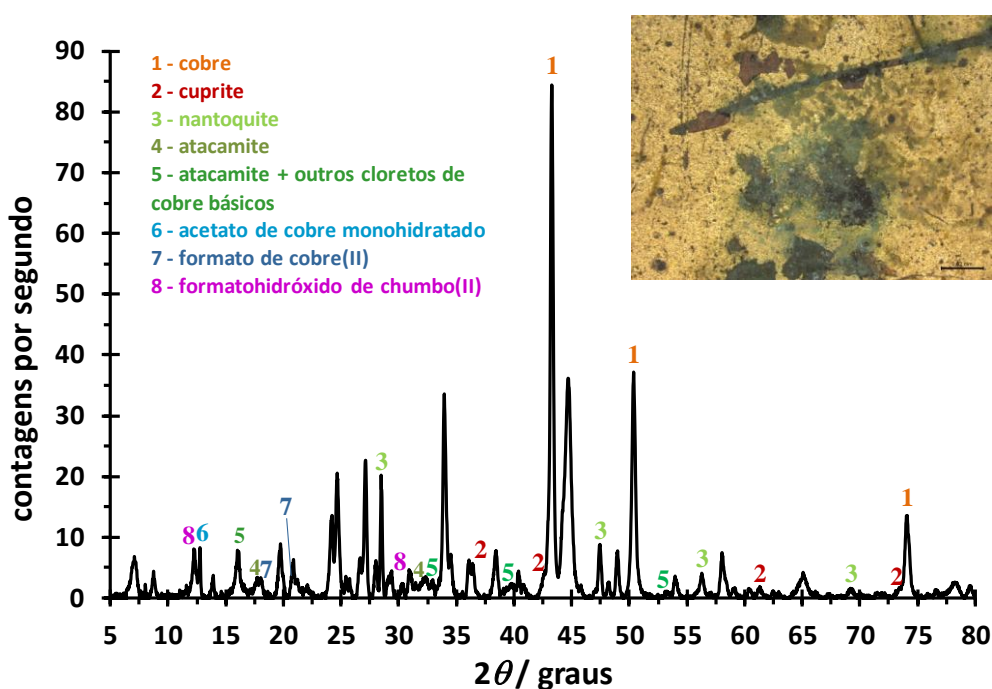 contagens por segundo
90
80
70
60
50
40
30
20
10
0
1 - cobre
2 - cuprite
3 - nantoquite
4 - atacamite
5 - atacamite + outros cloretos de
cobre básicos
6 - acetato de cobre monohidratado
7 - formato de cobre(II)
8 - formatohidróxido de chumbo(II)
8
6
5
4
7
7
3
8
4
5
2
5
2
1
3
1
5
3
2
3
2
1
5 10 15 20 25 30 35 40 45 50 55 60 65 70 75 80
2θ / graus